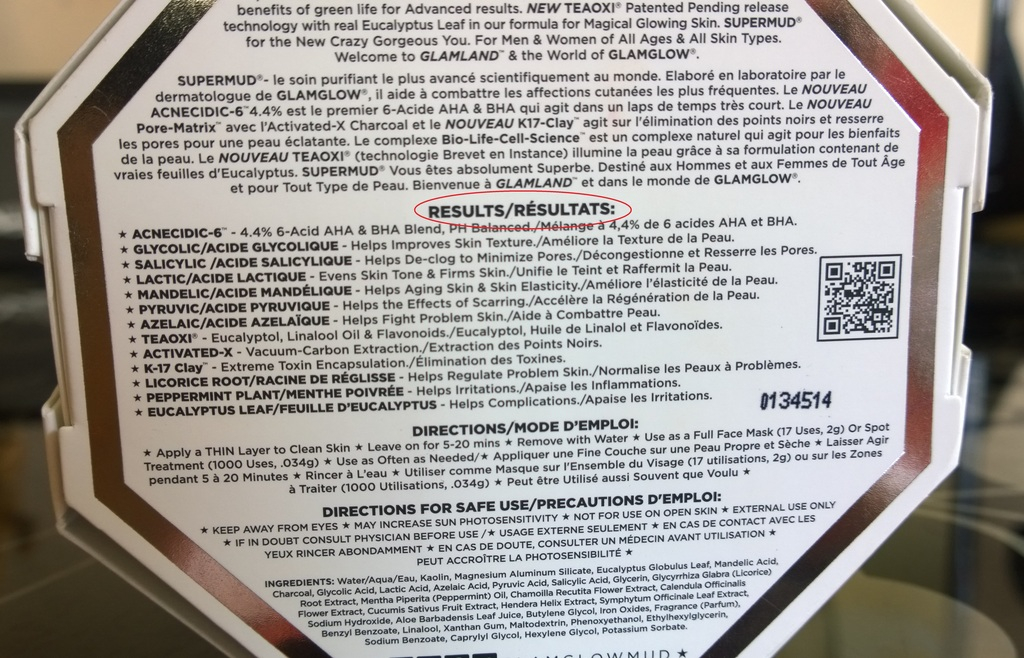 benefits of green life for Advanced results. NEW TEAOXI® Patented Pending release
technology with real Eucalyptus Leaf in our formula for Magical Glowing Skin. SUPERMUD®
for the New Crazy Gorgeous You. For Men & Women of All Ages & All Skin Types.
Welcome to GLAMLAND™ & the World of GLAMGLOW®.
SUPERMUD®- le soin purifiant le plus avancé scientifiquement au monde. Elaboré en laboratoire par le
dermatologue de GLAMGLOW®, il aide à combattre les affections cutanées les plus fréquentes. Le NOUVEAU
ACNECIDIC-6™4.4% est le premier 6-Acide AHA & BHA qui agit dans un laps de temps très court. Le NOUVEAU
Pore-Matrix™ avec l'Activated-X Charcoal et le NOUVEAU K17-Clay™ agit sur l'élimination des points noirs et resserre
les pores pour une peau éclatante. Le complexe Bio-Life-Cell-Science™ est un complexe naturel qui agit pour les bienfaits
de la peau. Le NOUVEAU TEAOXI® (technologie Brevet en Instance) illumine la peau grâce à sa formulation contenant de
vraies feuilles d'Eucalyptus. SUPERMUD® Vous êtes absolument Superbe. Destiné aux Hommes et aux Femmes de Tout Âge
et pour Tout Type de Peau. Bienvenue à GLAMLAND™ et dans le monde de GLAMGLOW®.
RESULTS/RÉSULTATS:
★ ACNECIDIC-6™ - 4.4% 6-Acid AHA & BHA Blend, PH Balanced./Mélange à 4,4% de 6 acides AHA et BHA.
★ GLYCOLIC/ACIDE GLYCOLIQUE - Helps Improves Skin Texture./Améliore la Texture de la Peau.
★ SALICYLIC /ACIDE SALICYLIQUE - Helps De-clog to Minimize Pores./Décongestionne et Resserre les Pores.
★ LACTIC/ACIDE LACTIQUE - Evens Skin Tone & Firms Skin./Unifie le Teint et Raffermit la Peau.
★ MANDELIC/ACIDE MANDÉLIQUE - Helps Aging Skin & Skin Elasticity./Améliore l'élasticité de la Peau.
★ PYRUVIC/ACIDE PYRUVIQUE - Helps the Effects of Scarring./Accélère la Régénération de la Peau.
★ AZELAIC/ACIDE AZELAÏQUE - Helps Fight Problem Skin./Aide à Combattre Peau.
★ TEAOXI® - Eucalyptol, Linalool Oil & Flavonoids./Eucalyptol, Huile de Linalol et Flavonoïdes.
★ ACTIVATED-X - Vacuum-Carbon Extraction./Extraction des Points Noirs.
★ K-17 Clay™ - Extreme Toxin Encapsulation./Élimination des Toxines.
★ LICORICE ROOT/RACINE DE RÉGLISSE - Helps Regulate Problem Skin./Normalise les Peaux à Problèmes.
★ PEPPERMINT PLANT/MENTHE POIVRÉE - Helps Irritations./Apaise les Inflammations.
★ EUCALYPTUS LEAF/FEUILLE D'EUCALYPTUS - Helps Complications./Apaise les Irritations.
0134514
DIRECTIONS/MODE D'EMPLOI:
★ Apply a THIN Layer to Clean Skin ★ Leave on for 5-20 mins ★ Remove with Water ★ Use as a Full Face Mask (17 Uses, 2g) Or Spot
Treatment (1000 Uses, .034g) ★ Use as Often as Needed/★ Appliquer une Fine Couche sur une Peau Propre et Sèche ★ Laisser Agir
pendant 5 à 20 Minutes ★ Rincer à L'eau ★ Utiliser comme Masque sur l'Ensemble du Visage (17 utilisations, 2g) ou sur les Zones
à Traiter (1000 Utilisations, .034g) ★ Peut être Utilisé aussi Souvent que Voulu ★
DIRECTIONS FOR SAFE USE/PRECAUTIONS D'EMPLOI:
★ KEEP AWAY FROM EYES ★ MAY INCREASE SUN PHOTOSENSITIVITY ★ NOT FOR USE ON OPEN SKIN ★ EXTERNAL USE ONLY
★ IF IN DOUBT CONSULT PHYSICIAN BEFORE USE /★ USAGE EXTERNE SEULEMENT ★ EN CAS DE CONTACT AVEC LES
YEUX RINCER ABONDAMMENT ★ EN CAS DE DOUTE, CONSULTER UN MÉDECIN AVANT UTILISATION ★
PEUT ACCROÎTRE LA PHOTOSENSIBILITÉ ★
INGREDIENTS: Water/Aqua/Eau, Kaolin, Magnesium Aluminum Silicate, Eucalyptus Globulus Leaf, Mandelic Acid,
Charcoal, Glycolic Acid, Lactic Acid, Azelaic Acid, Pyruvic Acid, Salicylic Acid, Glycerin, Glycyrrhiza Glabra (Licorice)
Root Extract, Mentha Piperita (Peppermint) Oil, Chamoilla Recutita Flower Extract, Calendula Officinalis
Flower Extract, Cucumis Sativus Fruit Extract, Hendera Helix Extract, Symphytum Officinale Leaf Extract,
Sodium Hydroxide, Aloe Barbadensis Leaf Juice, Butylene Glycol, Iron Oxides, Fragrance (Parfum),
Benzyl Benzoate, Linalool, Xanthan Gum, Maltodextrin, Phenoxyethanol, Ethylhexylglycerin,
Sodium Benzoate, Caprylyl Glycol, Hexylene Glycol, Potassium Sorbate.
GLAMGLOWMUD ★